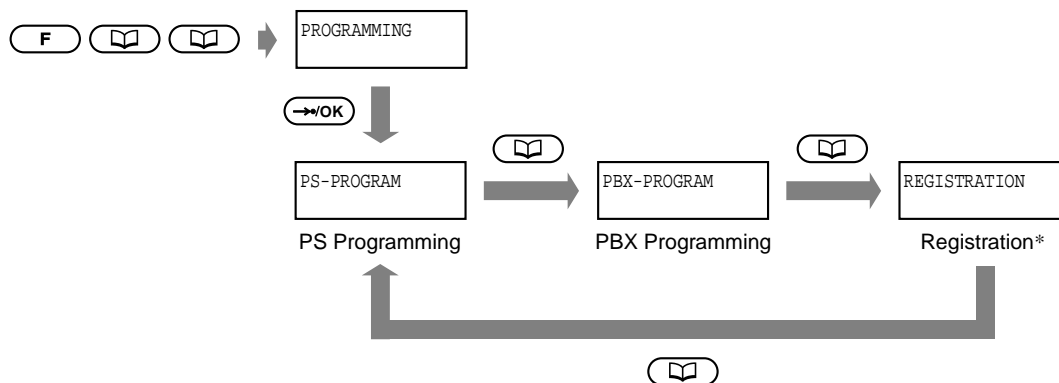 F
PROGRAMMING
/OK
PS-PROGRAM
PBX-PROGRAM
REGISTRATION
PS Programming
PBX Programming
Registration*